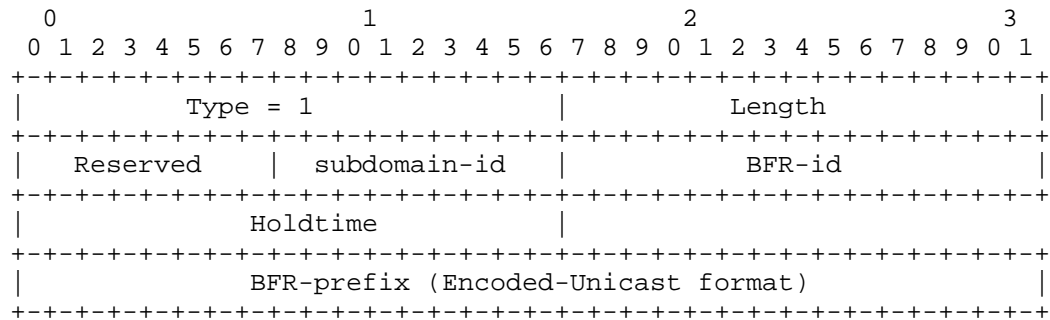 0 1 2 3
0 1 2 3 4 5 6 7 8 9 0 1 2 3 4 5 6 7 8 9 0 1 2 3 4 5 6 7 8 9 0 1
+-+-+-+-+-+-+-+-+-+-+-+-+-+-+-+-+-+-+-+-+-+-+-+-+-+-+-+-+-+-+-+-+
| Type = 1 | Length |
+-+-+-+-+-+-+-+-+-+-+-+-+-+-+-+-+-+-+-+-+-+-+-+-+-+-+-+-+-+-+-+-+
| Reserved | subdomain-id | BFR-id |
+-+-+-+-+-+-+-+-+-+-+-+-+-+-+-+-+-+-+-+-+-+-+-+-+-+-+-+-+-+-+-+-+
| Holdtime |
+-+-+-+-+-+-+-+-+-+-+-+-+-+-+-+-+-+-+-+-+-+-+-+-+-+-+-+-+-+-+-+-+
| BFR-prefix (Encoded-Unicast format) |
+-+-+-+-+-+-+-+-+-+-+-+-+-+-+-+-+-+-+-+-+-+-+-+-+-+-+-+-+-+-+-+-+